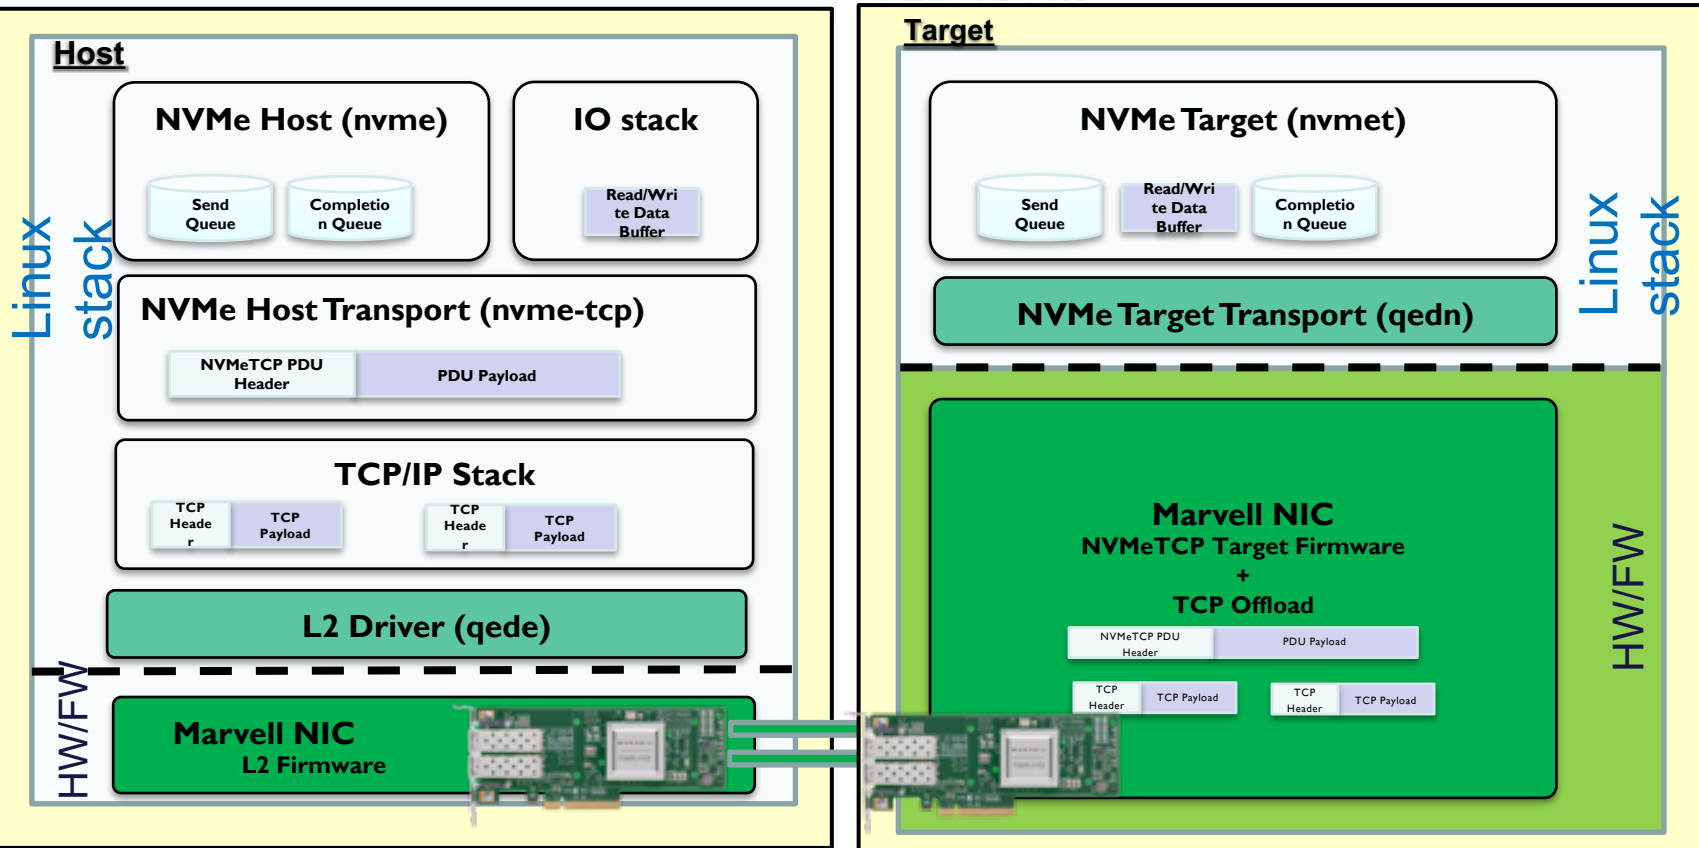 Host
Linux
stack
NVMe Host (nvme)
Send
Queue
Completio
n Queue
IO stack
Read/Wri
te Data
Buffer
NVMe Host Transport (nvme-tcp)
NVMeTCP PDU
Header
PDU Payload
TCP/IP Stack
TCP
Heade
r
TCP
Payload
TCP
Heade
r
TCP
Payload
L2 Driver (qede)
HW/FW
Marvell NIC
L2 Firmware
Target
Linux
stack
NVMe Target (nvmet)
Send
Queue
Read/Wri
te Data
Buffer
Completio
n Queue
NVMe Target Transport (qedn)
HW/FW
Marvell NIC
NVMeTCP Target Firmware
+
TCP Offload
NVMeTCP PDU
Header
PDU Payload
TCP
Header
TCP Payload
TCP
Header
TCP Payload